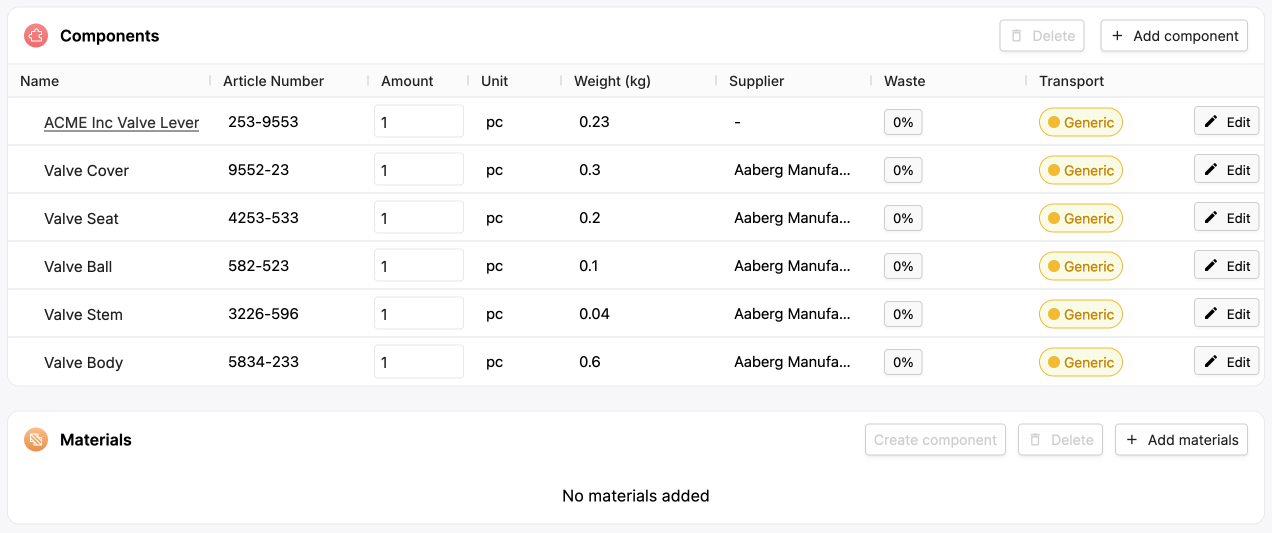 Components Delete + Add component
Name Article Number Amount Unit Weight (kg) Supplier Waste Transport
ACME Inc Valve Lever 253-9553 1 pc 0.23 - 0% Generic Edit
Valve Cover 9552-23 1 pc 0.3 Aaberg Manufa... 0% Generic Edit
Valve Seat 4253-533 1 pc 0.2 Aaberg Manufa... 0% Generic Edit
Valve Ball 582-523 1 pc 0.1 Aaberg Manufa... 0% Generic Edit
Valve Stem 3226-596 1 pc 0.04 Aaberg Manufa... 0% Generic Edit
Valve Body 5834-233 1 pc 0.6 Aaberg Manufa... 0% Generic Edit
Materials Create component Delete + Add materials
No materials added